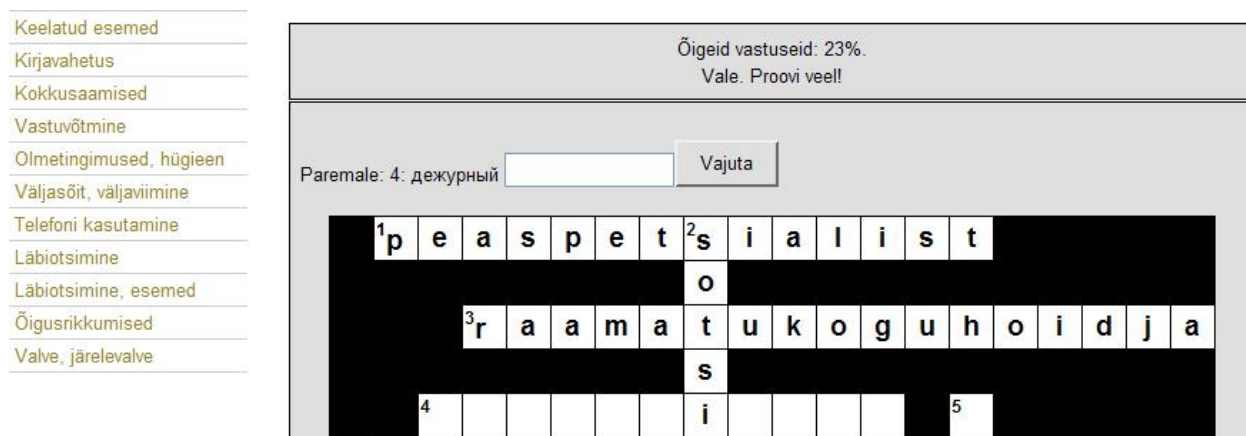 Keelatud esemed
Kirjavahetus
Kokkusaamised
Vastuvõtmine
Olmetingimused, hügieen
Väljasõit, väljaviimine
Telefoni kasutamine
Läbiotsimine
Läbiotsimine, esemed
Õigusrikkumised
Valve, järelevalve
Õigeid vastuseid: 23%.
Vale. Proovi veel!
Paremale: 4: дежурный
Vajuta
1 p e a s p e t 2 s i a l i s t
o
3 r a a m a t u k o g u h o i d j a
s
4 i 5